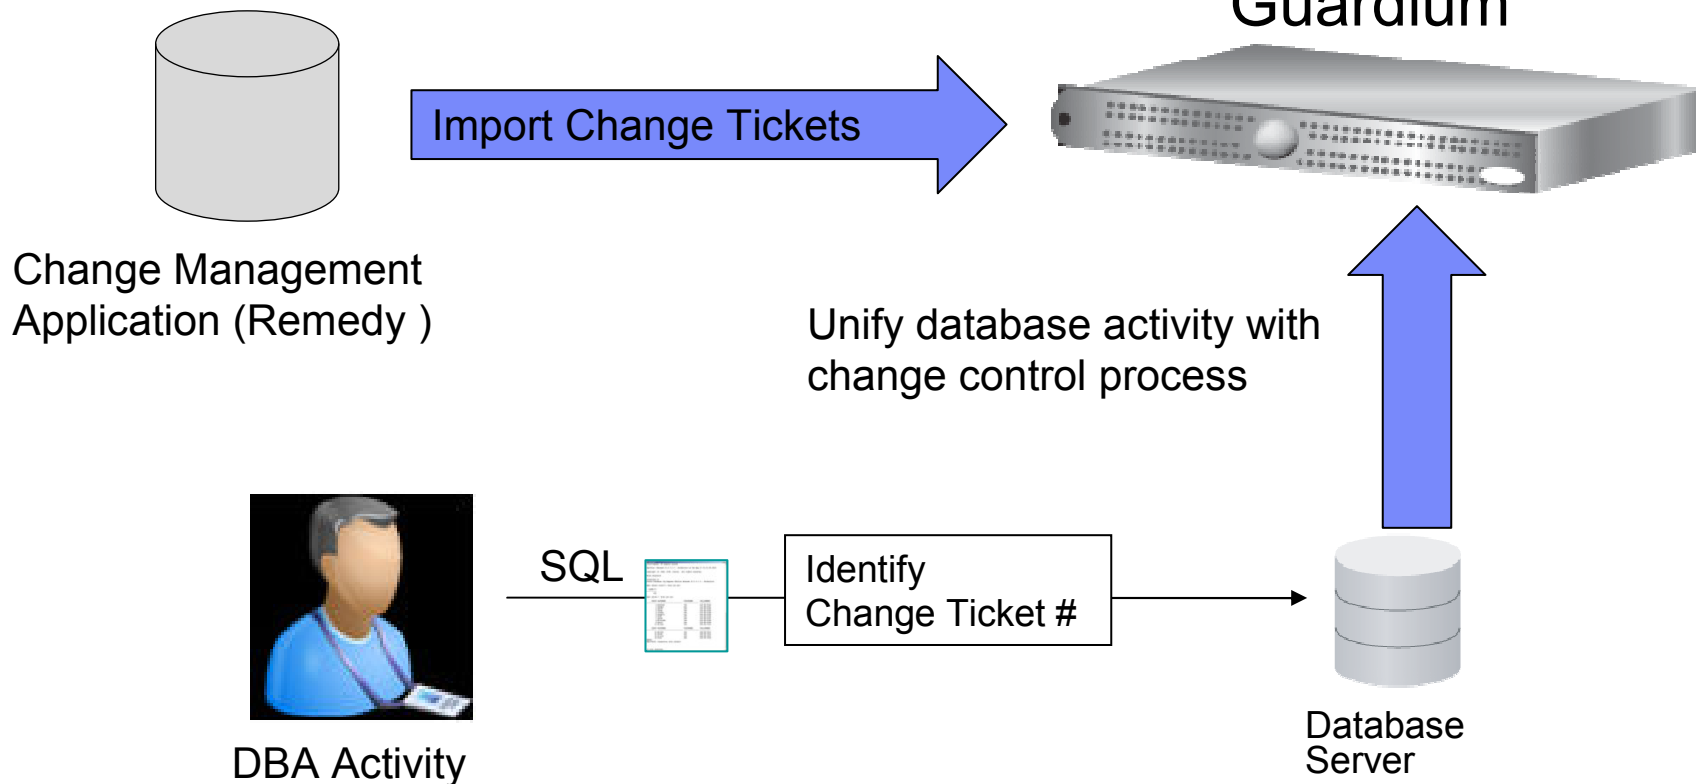 Guardium
Import Change Tickets
Change Management
Application (Remedy )
Unify database activity with
change control process
SQL
Identify
Change Ticket #
DBA Activity
Database
Server